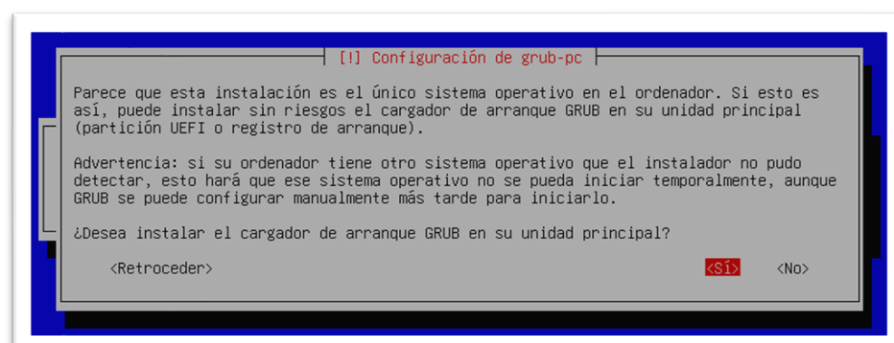 [!] Configuración de grub-pc
Parece que esta instalación es el único sistema operativo en el ordenador. Si esto es
así, puede instalar sin riesgos el cargador de arranque GRUB en su unidad principal
(partición UEFI o registro de arranque).
Advertencia: si su ordenador tiene otro sistema operativo que el instalador no pudo
detectar, esto hará que ese sistema operativo no se pueda iniciar temporalmente, aunque
GRUB se puede configurar manualmente más tarde para iniciarlo.
¿Desea instalar el cargador de arranque GRUB en su unidad principal?
<Retroceder> <Sí> <No>